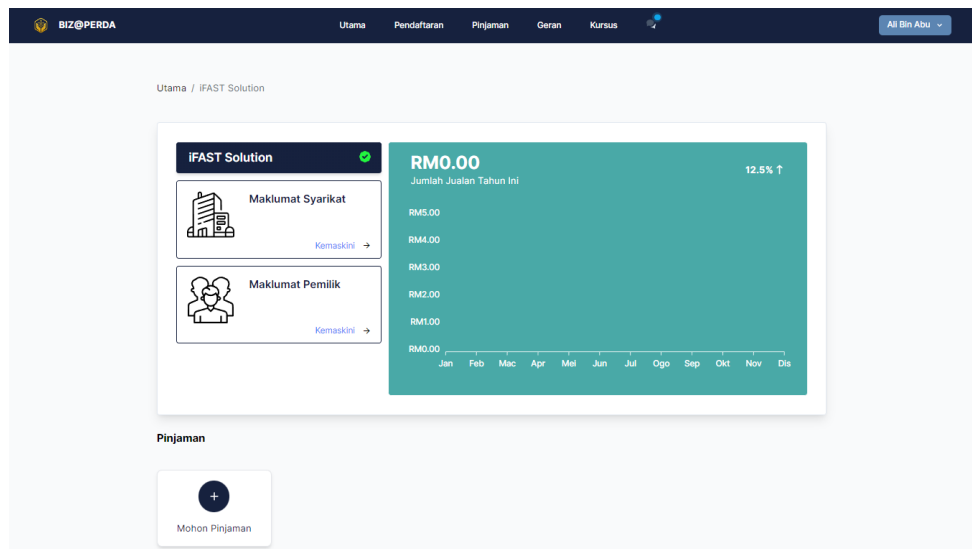 BIZ@PERDA Utama Pendaftaran Pinjaman Geran Kursus Ali Bin Abu
Utama / iFAST Solution
iFAST Solution
Maklumat Syarikat
Kemaskini →
Maklumat Pemilik
Kemaskini →
RM0.00
Jumlah Jualan Tahun Ini
12.5% ↑
RM5.00
RM4.00
RM3.00
RM2.00
RM1.00
RM0.00
Jan Feb Mac Apr Mei Jun Jul Ogo Sep Okt Nov Dis
Pinjaman
+
Mohon Pinjaman